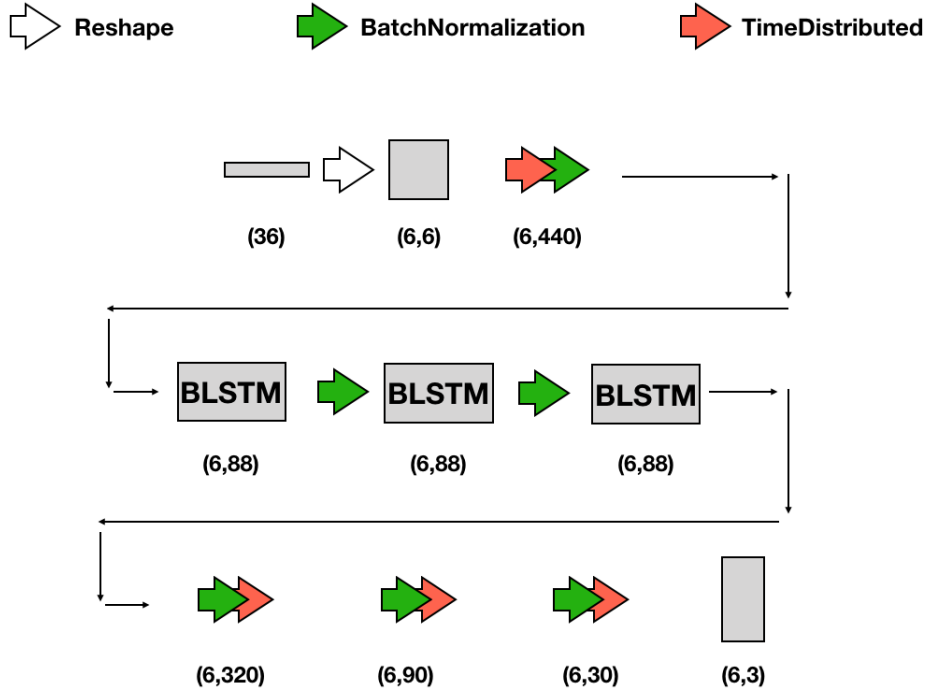 Reshape BatchNormalization TimeDistributed
(36) (6,6) (6,440)
BLSTM BLSTM BLSTM
(6,88) (6,88) (6,88)
(6,320) (6,90) (6,30) (6,3)